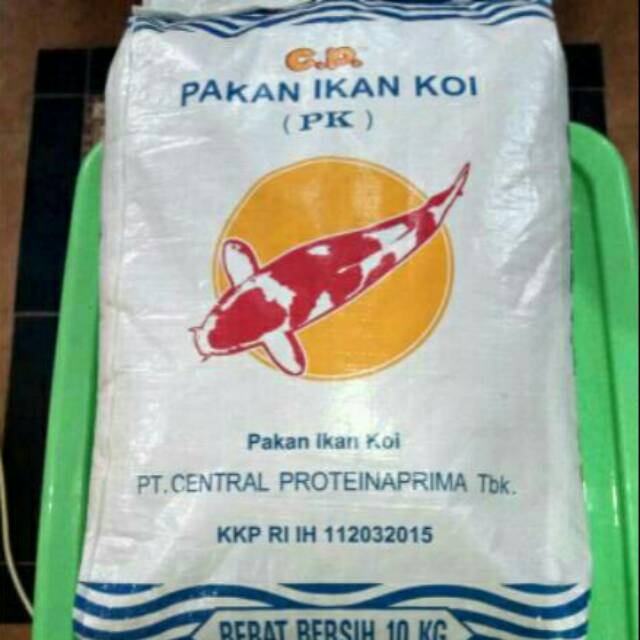 C.P.
PAKAN IKAN KOI
( PK )
Pakan Ikan Koi
PT. CENTRAL PROTEINAPRIMA Tbk.
KKP RI IH 112032015
BERAT BERSIH 10 KG